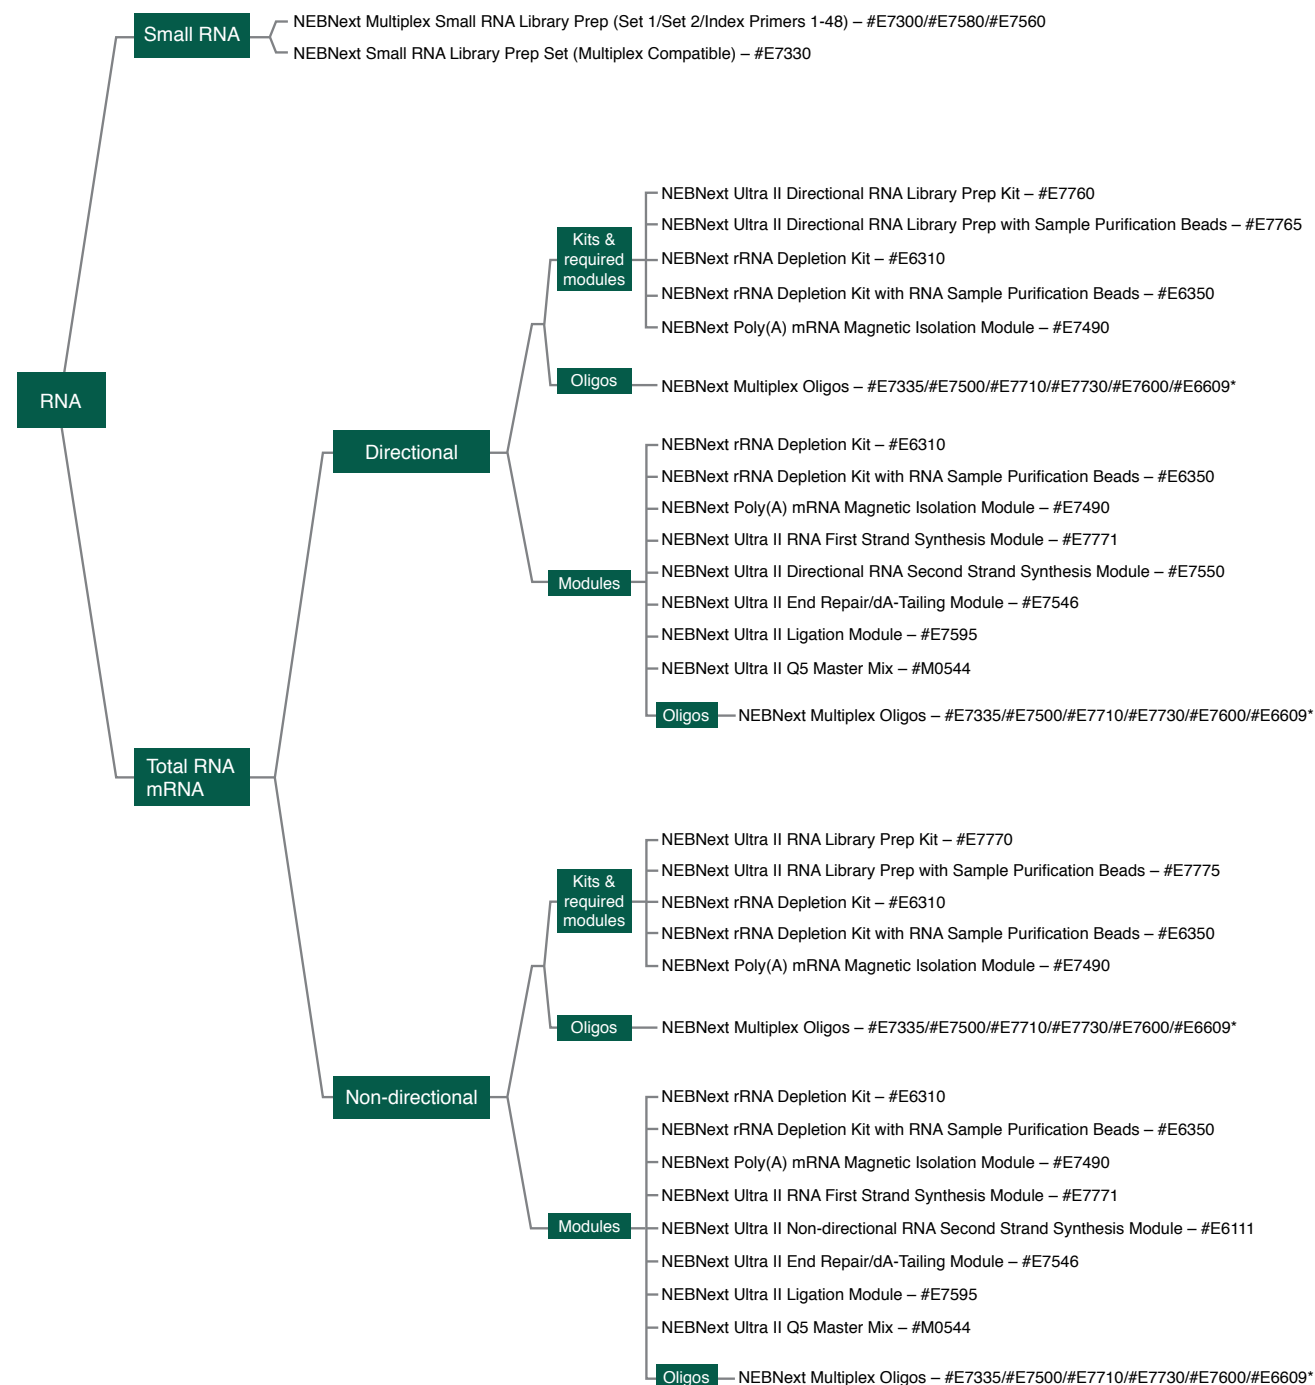 Small RNA
NEBNext Multiplex Small RNA Library Prep (Set 1/Set 2/Index Primers 1-48) – #E7300/#E7580/#E7560
NEBNext Small RNA Library Prep Set (Multiplex Compatible) – #E7330
RNA
Total RNA
mRNA
Directional
Kits &
required
modules
NEBNext Ultra II Directional RNA Library Prep Kit – #E7760
NEBNext Ultra II Directional RNA Library Prep with Sample Purification Beads – #E7765
NEBNext rRNA Depletion Kit – #E6310
NEBNext rRNA Depletion Kit with RNA Sample Purification Beads – #E6350
NEBNext Poly(A) mRNA Magnetic Isolation Module – #E7490
Oligos
NEBNext Multiplex Oligos – #E7335/#E7500/#E7710/#E7730/#E7600/#E6609*
Modules
NEBNext rRNA Depletion Kit – #E6310
NEBNext rRNA Depletion Kit with RNA Sample Purification Beads – #E6350
NEBNext Poly(A) mRNA Magnetic Isolation Module – #E7490
NEBNext Ultra II RNA First Strand Synthesis Module – #E7771
NEBNext Ultra II Directional RNA Second Strand Synthesis Module – #E7550
NEBNext Ultra II End Repair/dA-Tailing Module – #E7546
NEBNext Ultra II Ligation Module – #E7595
NEBNext Ultra II Q5 Master Mix – #M0544
Oligos
NEBNext Multiplex Oligos – #E7335/#E7500/#E7710/#E7730/#E7600/#E6609*
Non-directional
Kits &
required
modules
NEBNext Ultra II RNA Library Prep Kit – #E7770
NEBNext Ultra II RNA Library Prep with Sample Purification Beads – #E7775
NEBNext rRNA Depletion Kit – #E6310
NEBNext rRNA Depletion Kit with RNA Sample Purification Beads – #E6350
NEBNext Poly(A) mRNA Magnetic Isolation Module – #E7490
Oligos
NEBNext Multiplex Oligos – #E7335/#E7500/#E7710/#E7730/#E7600/#E6609*
Modules
NEBNext rRNA Depletion Kit – #E6310
NEBNext rRNA Depletion Kit with RNA Sample Purification Beads – #E6350
NEBNext Poly(A) mRNA Magnetic Isolation Module – #E7490
NEBNext Ultra II RNA First Strand Synthesis Module – #E7771
NEBNext Ultra II Non-directional RNA Second Strand Synthesis Module – #E6111
NEBNext Ultra II End Repair/dA-Tailing Module – #E7546
NEBNext Ultra II Ligation Module – #E7595
NEBNext Ultra II Q5 Master Mix – #M0544
Oligos
NEBNext Multiplex Oligos – #E7335/#E7500/#E7710/#E7730/#E7600/#E6609*